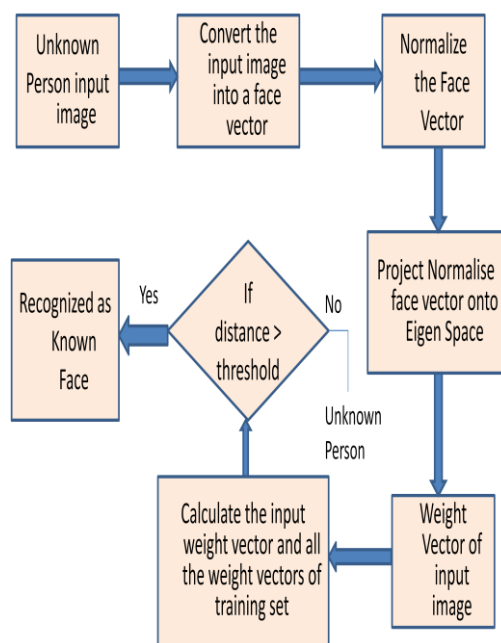 Unknown
Person input
image
Convert the
input image
into a face
vector
Normalize
the Face
Vector
Project Normalise
face vector onto
Eigen Space
Weight
Vector of
input
image
Calculate the input
weight vector and all
the weight vectors of
training set
If
distance >
threshold
Yes
Recognized as
Known
Face
No
Unknown
Person